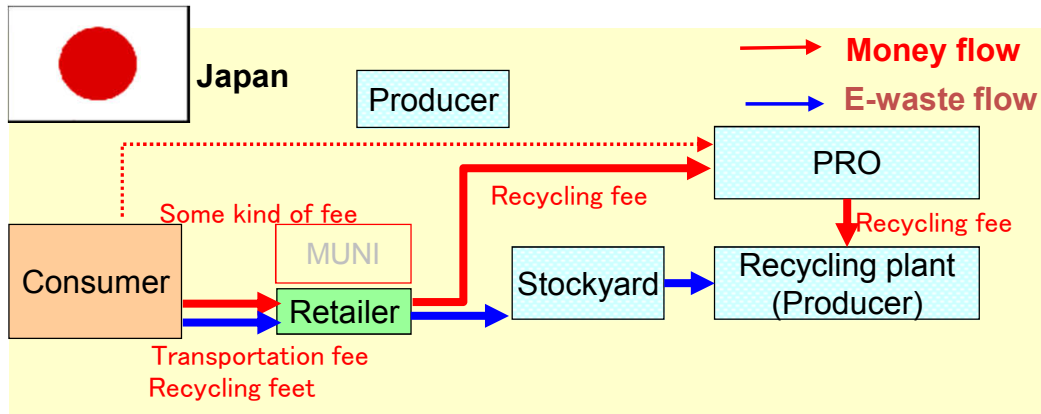 Japan
Money flow
E-waste flow
Producer
PRO
Recycling fee
Recycling fee
Some kind of fee
MUNI
Consumer
Retailer
Stockyard
Recycling plant
(Producer)
Transportation fee
Recycling feet